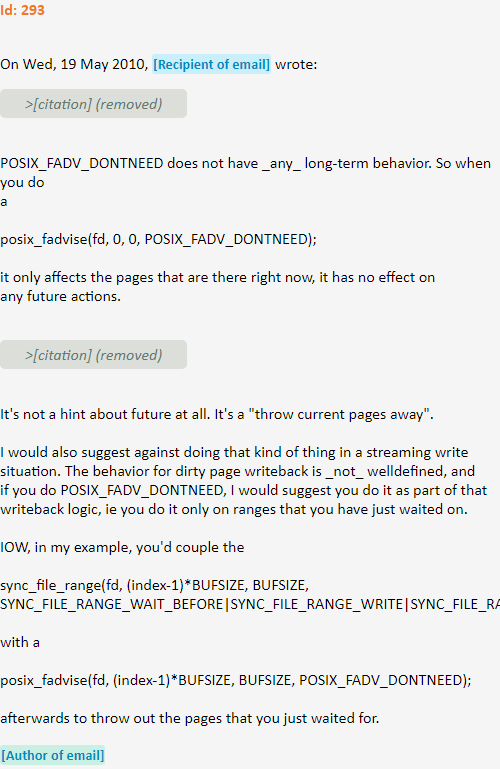 Id: 293
On Wed, 19 May 2010, [Recipient of email] wrote:
>[citation] (removed)
POSIX_FADV_DONTNEED does not have _any_ long-term behavior. So when
you do
a
posix_fadvise(fd, 0, 0, POSIX_FADV_DONTNEED);
it only affects the pages that are there right now, it has no effect on
any future actions.
>[citation] (removed)
It's not a hint about future at all. It's a "throw current pages away".
I would also suggest against doing that kind of thing in a streaming write
situation. The behavior for dirty page writeback is _not_ welldefined, and
if you do POSIX_FADV_DONTNEED, I would suggest you do it as part of that
writeback logic, ie you do it only on ranges that you have just waited on.
IOW, in my example, you'd couple the
sync_file_range(fd, (index-1)*BUFSIZE, BUFSIZE,
SYNC_FILE_RANGE_WAIT_BEFORE|SYNC_FILE_RANGE_WRITE|SYNC_FILE_RA
with a
posix_fadvise(fd, (index-1)*BUFSIZE, BUFSIZE, POSIX_FADV_DONTNEED);
afterwards to throw out the pages that you just waited for.
[Author of email]